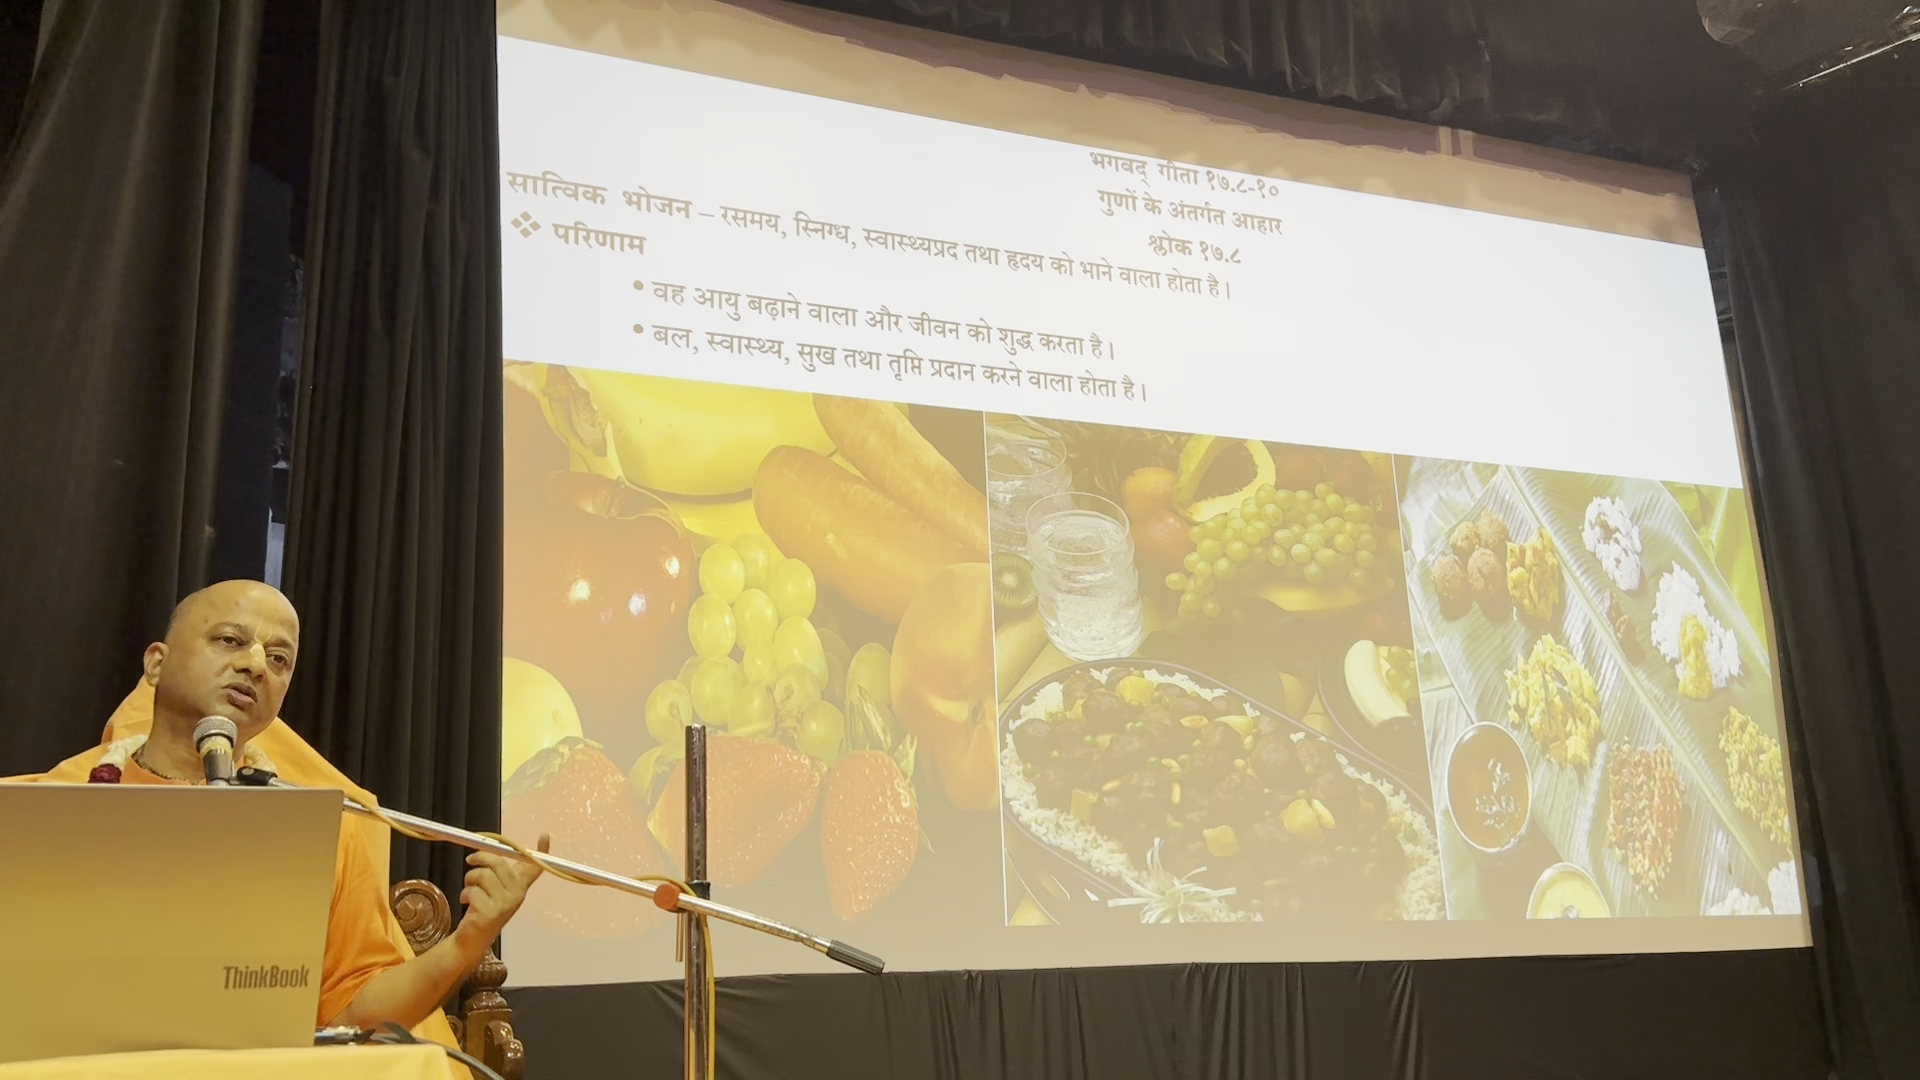 भगवद् गीता १७.८-१०
गुणों के अंतर्गत आहार
श्लोक १७.८
सात्विक भोजन – रसमय, स्निग्ध, स्वास्थ्यप्रद तथा हृदय को भाने वाला होता है।
❖ परिणाम
• वह आयु बढ़ाने वाला और जीवन को शुद्ध करता है।
• बल, स्वास्थ्य, सुख तथा तृप्ति प्रदान करने वाला होता है।
ThinkBook